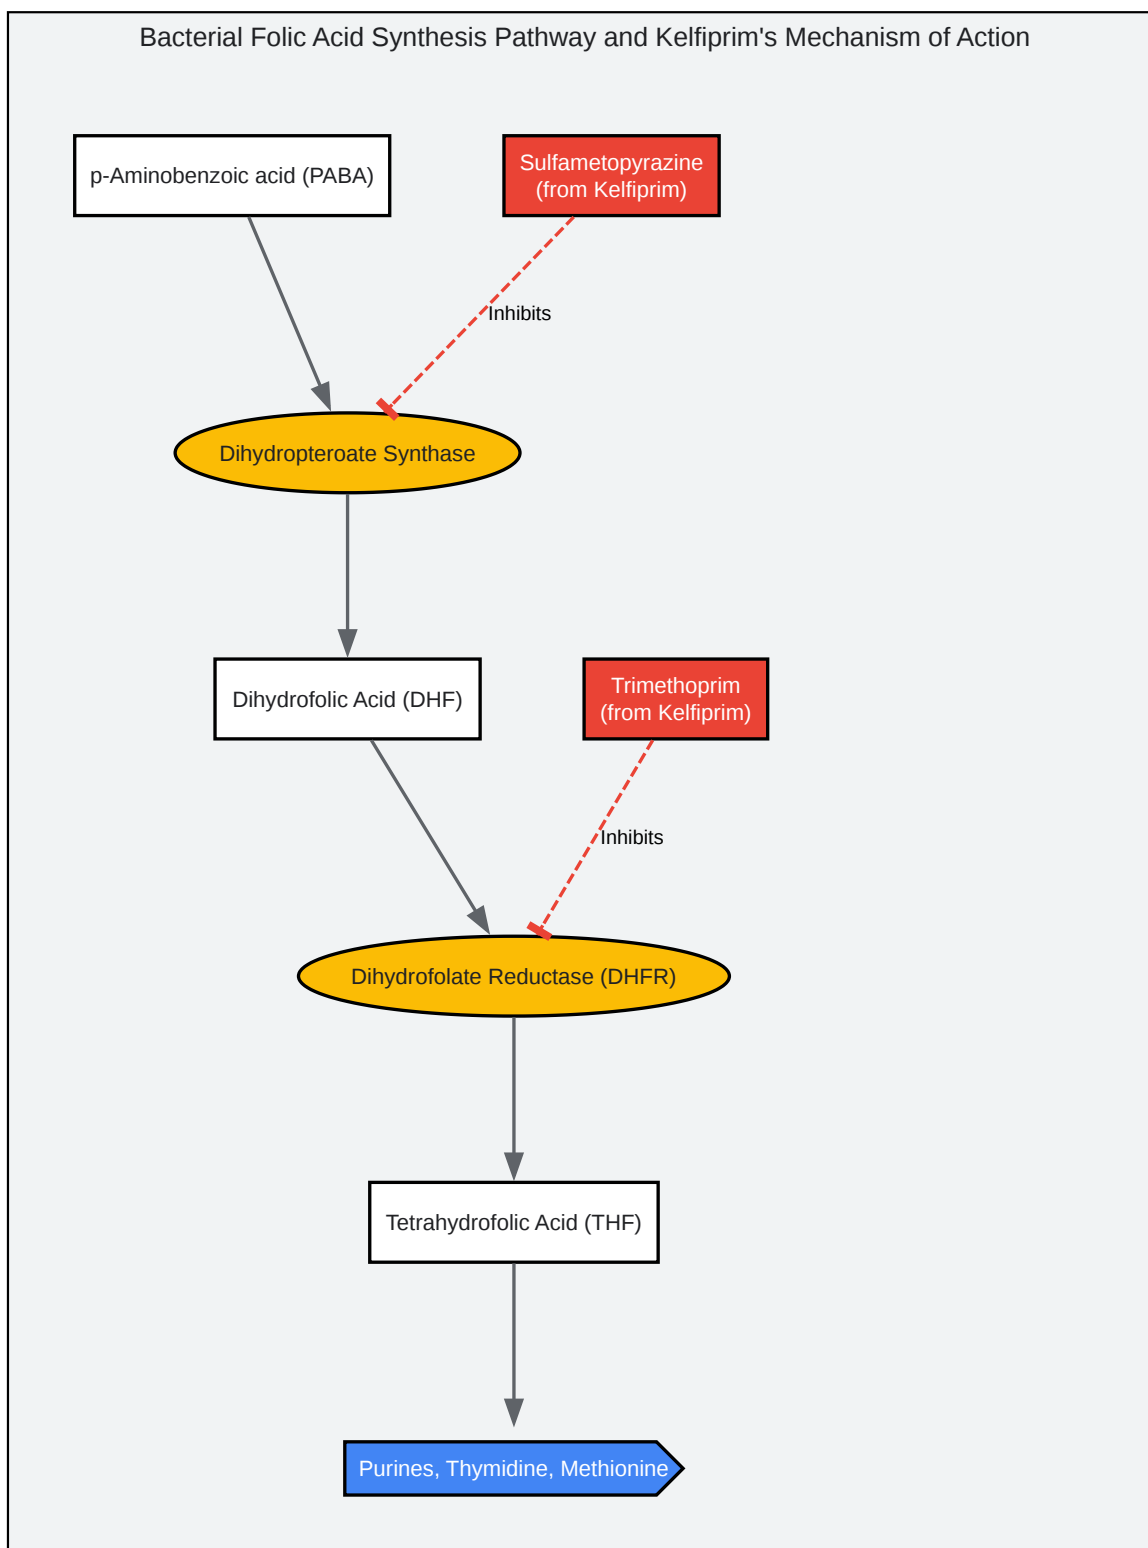 Bacterial Folic Acid Synthesis Pathway and Kelfiprim's Mechanism of Action
p-Aminobenzoic acid (PABA)
Sulfametopyrazine
(from Kelfiprim)
Inhibits
Dihydropteroate Synthase
Dihydrofolic Acid (DHF)
Trimethoprim
(from Kelfiprim)
Inhibits
Dihydrofolate Reductase (DHFR)
Tetrahydrofolic Acid (THF)
Purines, Thymidine, Methionine